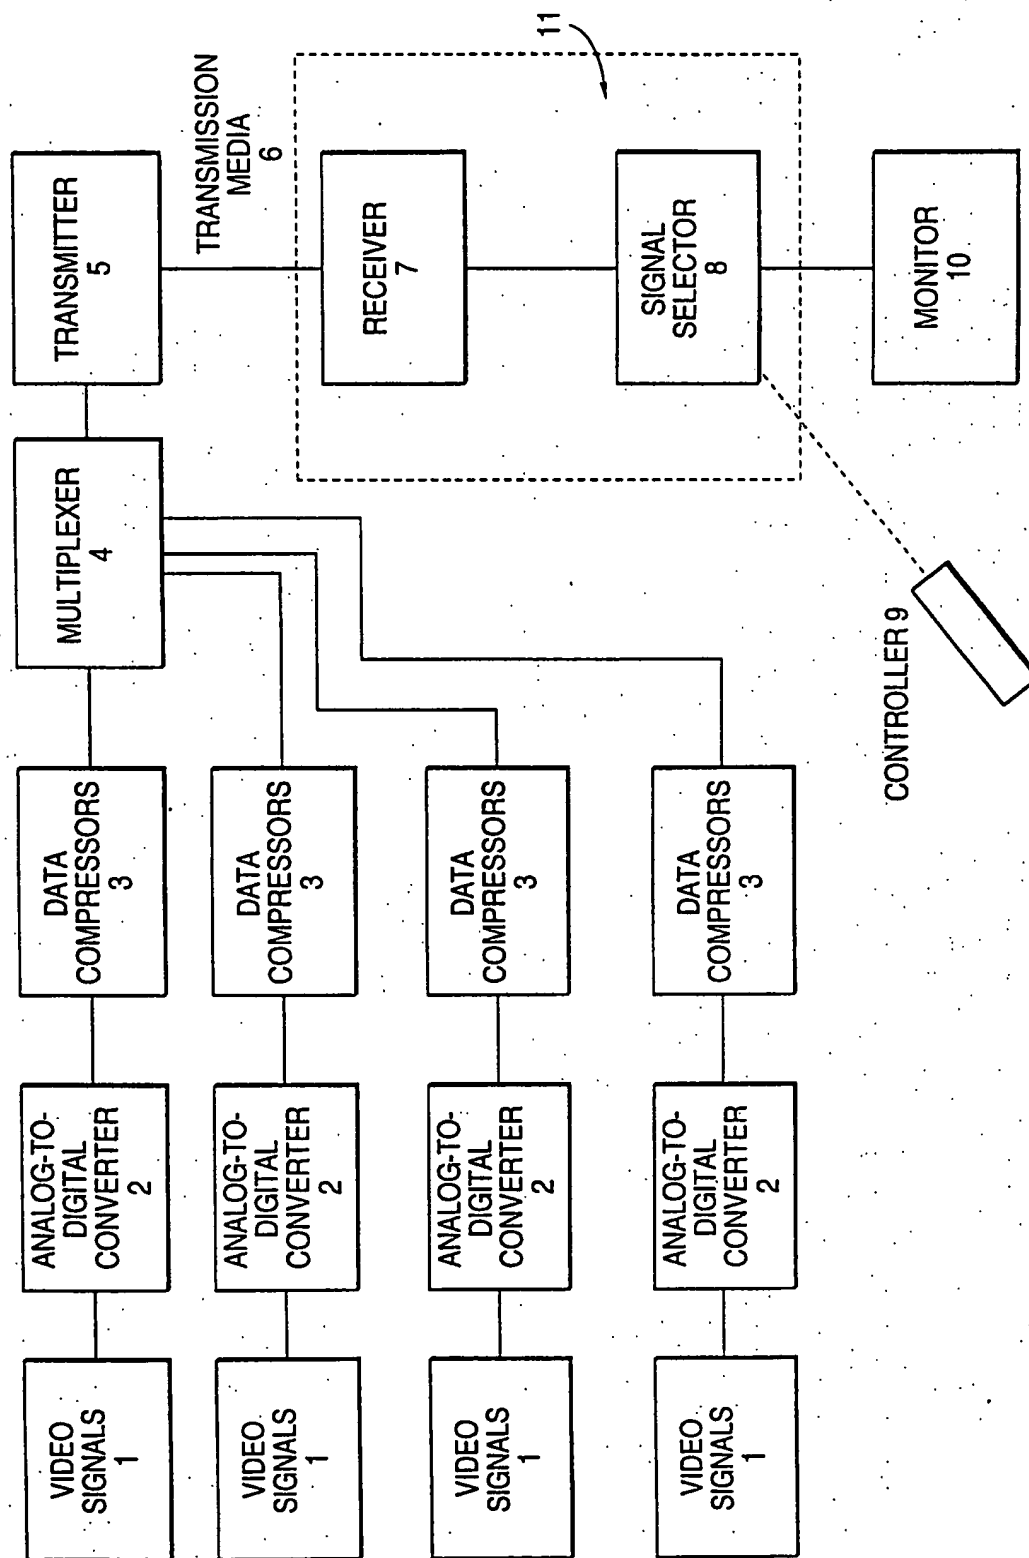 VIDEO
SIGNALS
1
ANALOG-TO-
DIGITAL
CONVERTER
2
DATA
COMPRESSORS
3
MULTIPLEXER
4
TRANSMITTER
5
VIDEO
SIGNALS
1
ANALOG-TO-
DIGITAL
CONVERTER
2
DATA
COMPRESSORS
3
TRANSMISSION
MEDIA
6
VIDEO
SIGNALS
1
ANALOG-TO-
DIGITAL
CONVERTER
2
DATA
COMPRESSORS
3
RECEIVER
7
11
VIDEO
SIGNALS
1
ANALOG-TO-
DIGITAL
CONVERTER
2
DATA
COMPRESSORS
3
SIGNAL
SELECTOR
8
CONTROLLER 9
MONITOR
10